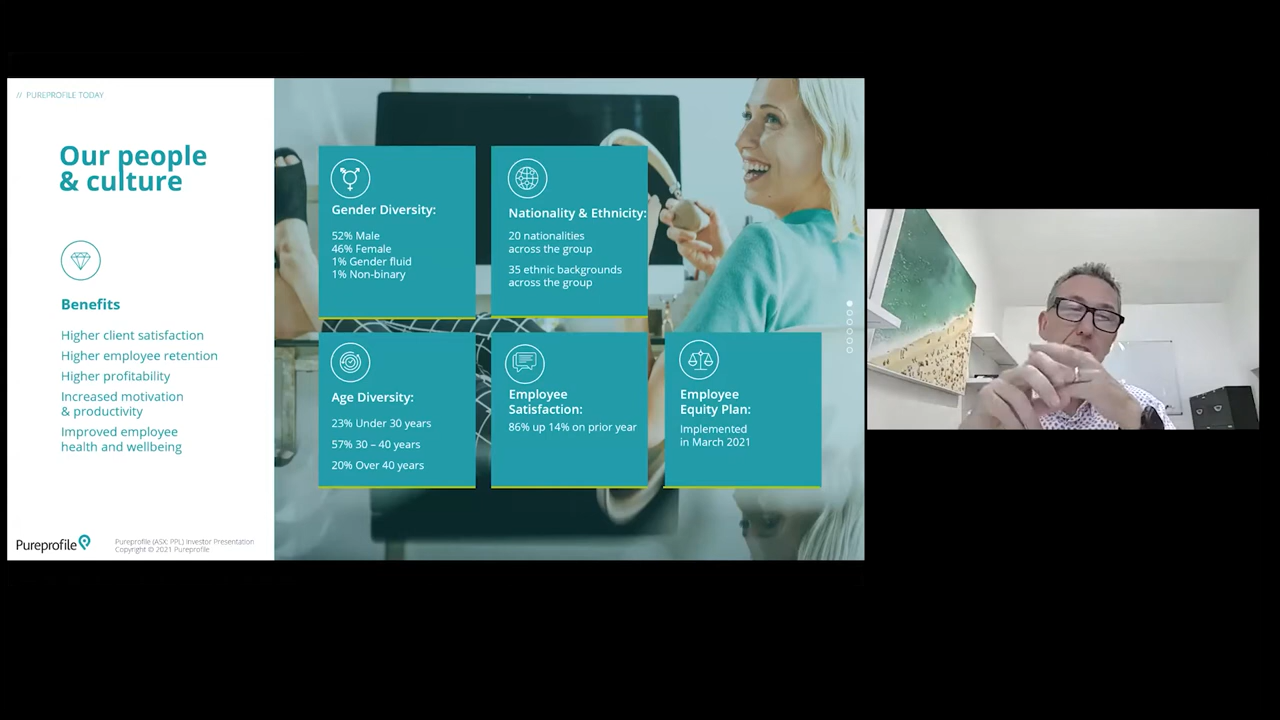 // PUREPROFILE TODAY
Our people
& culture
Benefits
Higher client satisfaction
Higher employee retention
Higher profitability
Increased motivation
& productivity
Improved employee
health and wellbeing
Pureprofile
Pureprofile (ASX: PPL) Investor Presentation
Copyright © 2021 Pureprofile
Gender Diversity:
52% Male
46% Female
1% Gender fluid
1% Non-binary
Nationality & Ethnicity:
20 nationalities
across the group
35 ethnic backgrounds
across the group
Age Diversity:
23% Under 30 years
57% 30 – 40 years
20% Over 40 years
Employee
Satisfaction:
86% up 14% on prior year
Employee
Equity Plan:
Implemented
in March 2021